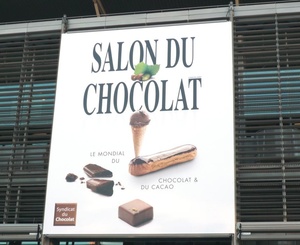 SALON DU
CHOCOLAT
LE MONDIAL
DU
CHOCOLAT &
DU CACAO
Syndicat
du
Chocolat